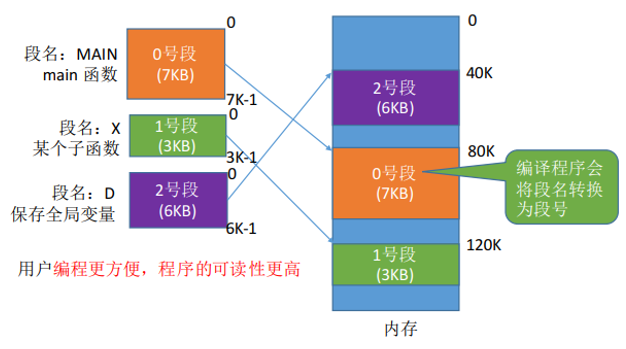 段名：MAIN
main 函数
0
0号段
(7KB)
7K-1
段名：X
某个子函数
0
1号段
(3KB)
3K-1
段名：D
保存全局变量
0
2号段
(6KB)
6K-1
用户编程更方便，程序的可读性更高
0
40K
2号段
(6KB)
80K
0号段
(7KB)
120K
1号段
(3KB)
内存
编译程序会
将段名转换
为段号